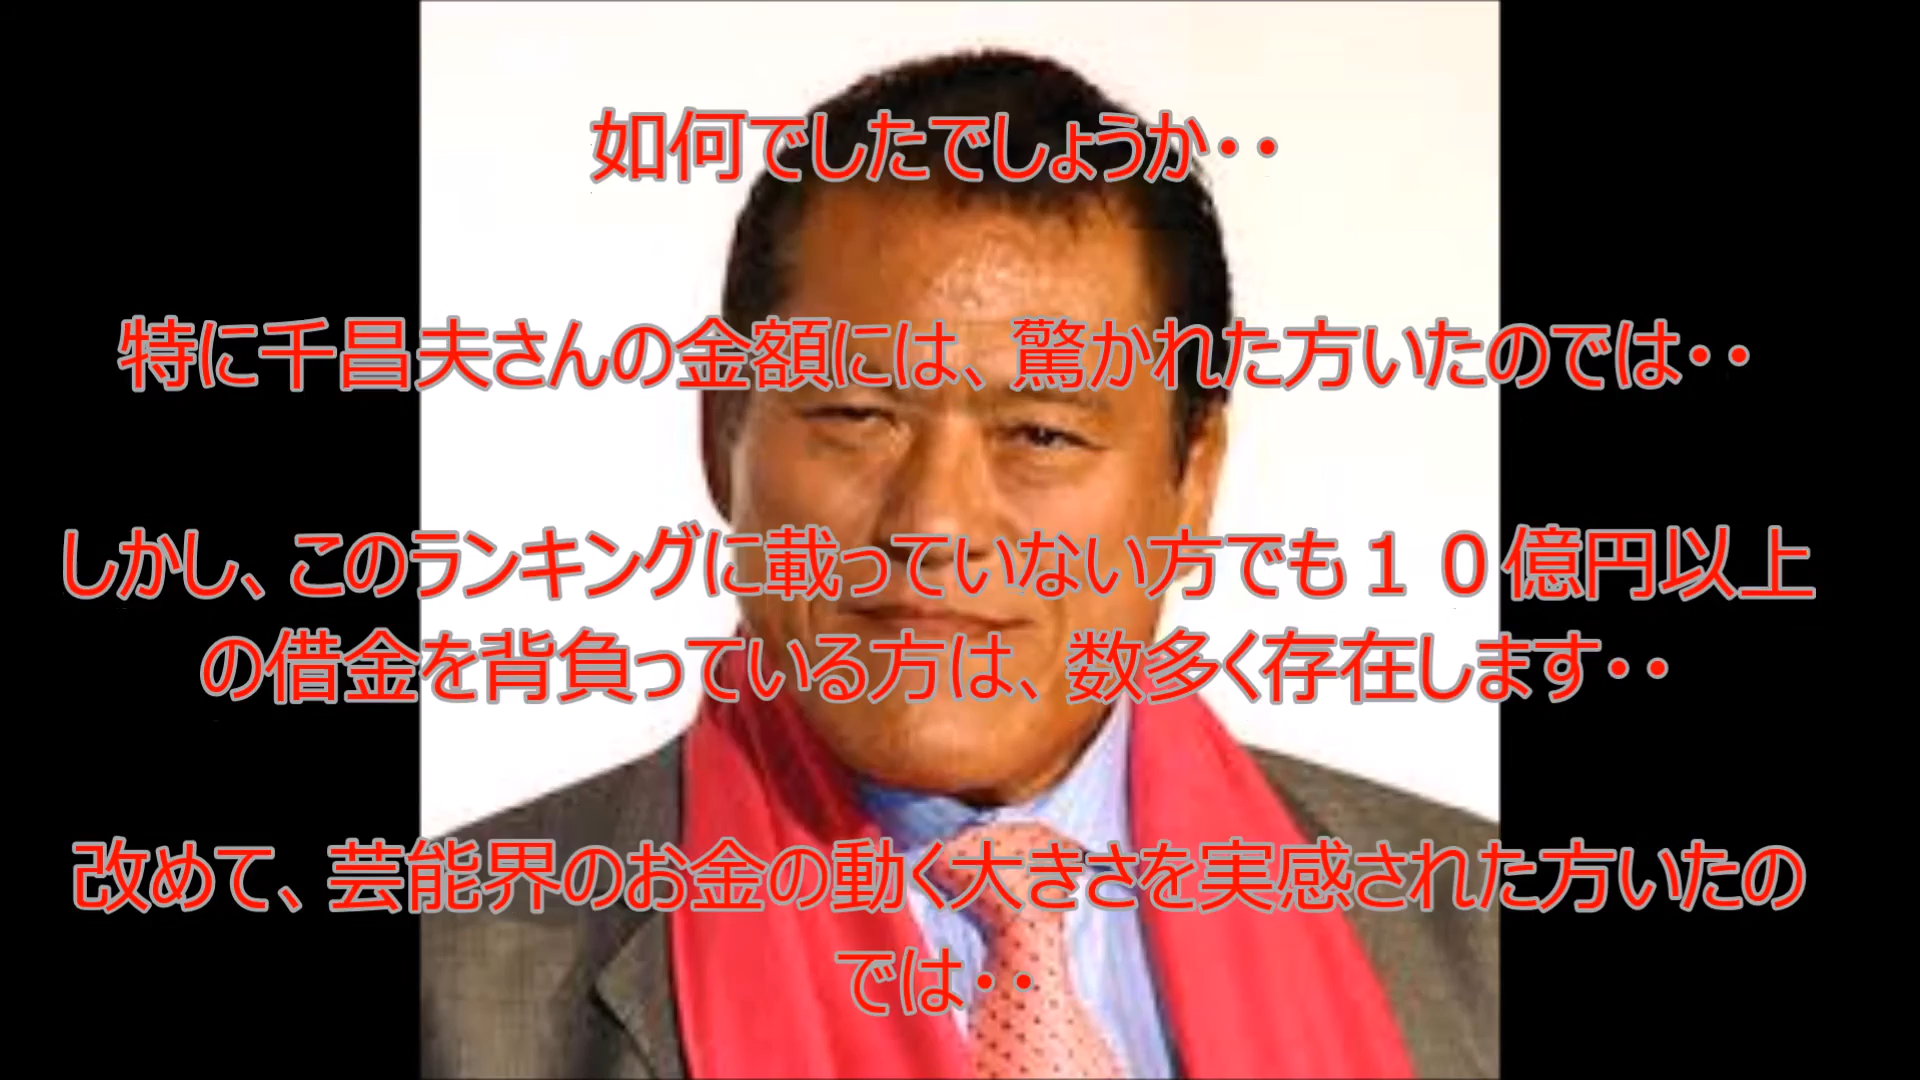 如何でしたでしょうか・・
特に千昌夫さんの金額には、驚かれた方いたのでは・・
しかし、このランキングに載っていない方でも１０億円以上
の借金を背負っている方は、数多く存在します・・
改めて、芸能界のお金の動く大きさを実感された方いたの
では・・